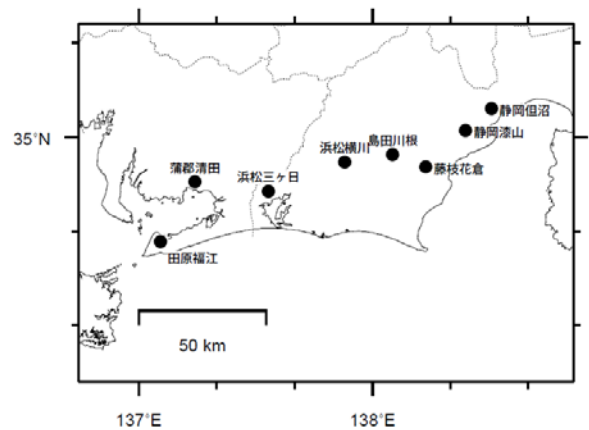 静岡但沼
35°N
静岡漆山
島田川根
浜松横川
藤枝花倉
蒲郡清田
浜松三ヶ日
田原福江
50 km
137°E
138°E